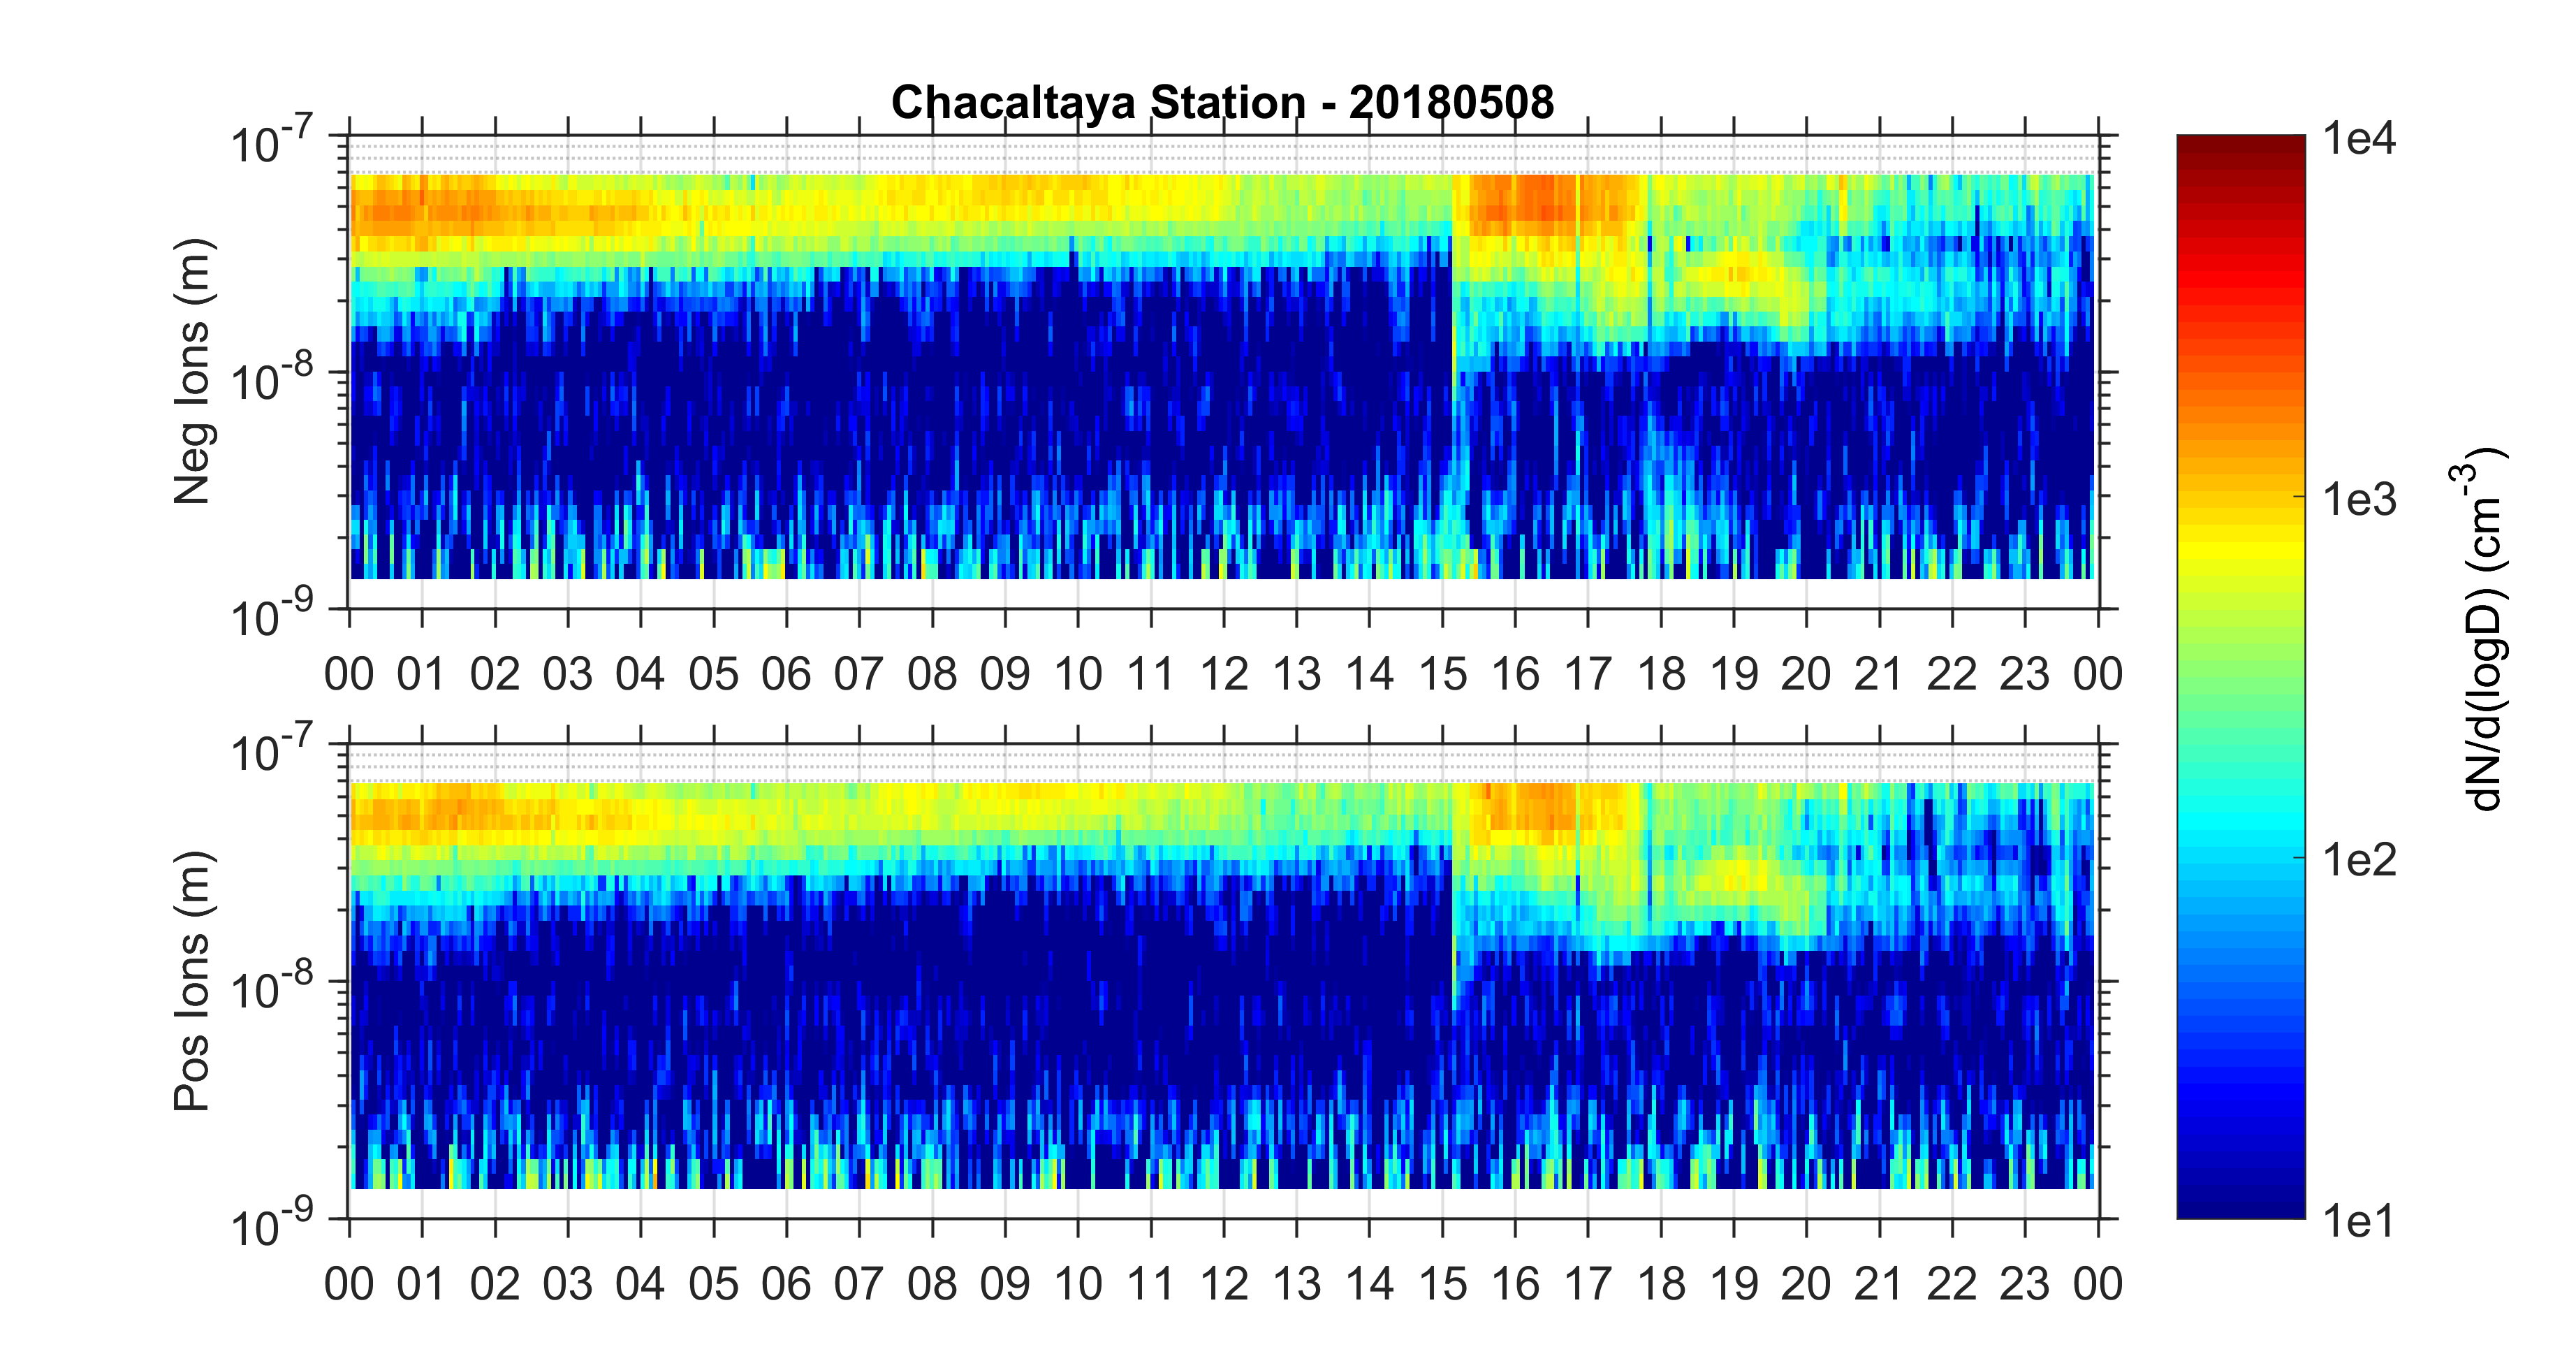 Chacaltaya Station - 20180508
10^-7
10^-8
10^-9
Neg Ions (m)
00 01 02 03 04 05 06 07 08 09 10 11 12 13 14 15 16 17 18 19 20 21 22 23 00
10^-7
10^-8
10^-9
Pos Ions (m)
00 01 02 03 04 05 06 07 08 09 10 11 12 13 14 15 16 17 18 19 20 21 22 23 00
1e4
1e3
1e2
1e1
dN/d(logD) (cm^-3)